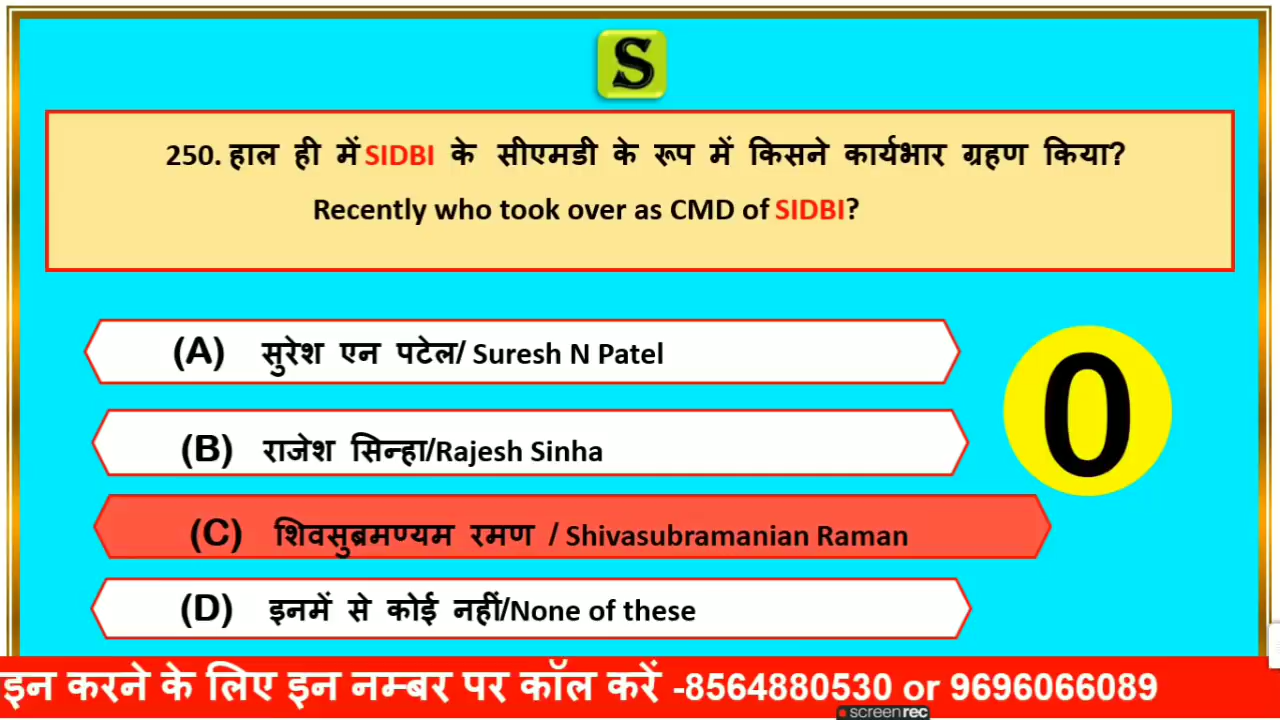 S
250. हाल ही में SIDBI के सीएमडी के रूप में किसने कार्यभार ग्रहण किया?
Recently who took over as CMD of SIDBI?
(A) सुरेश एन पटेल/ Suresh N Patel
(B) राजेश सिन्हा/Rajesh Sinha
(C) शिवसुब्रमण्यम रमण / Shivasubramanian Raman
(D) इनमें से कोई नहीं/None of these
0
इन करने के लिए इन नम्बर पर कॉल करें -8564880530 or 9696066089
screenrec